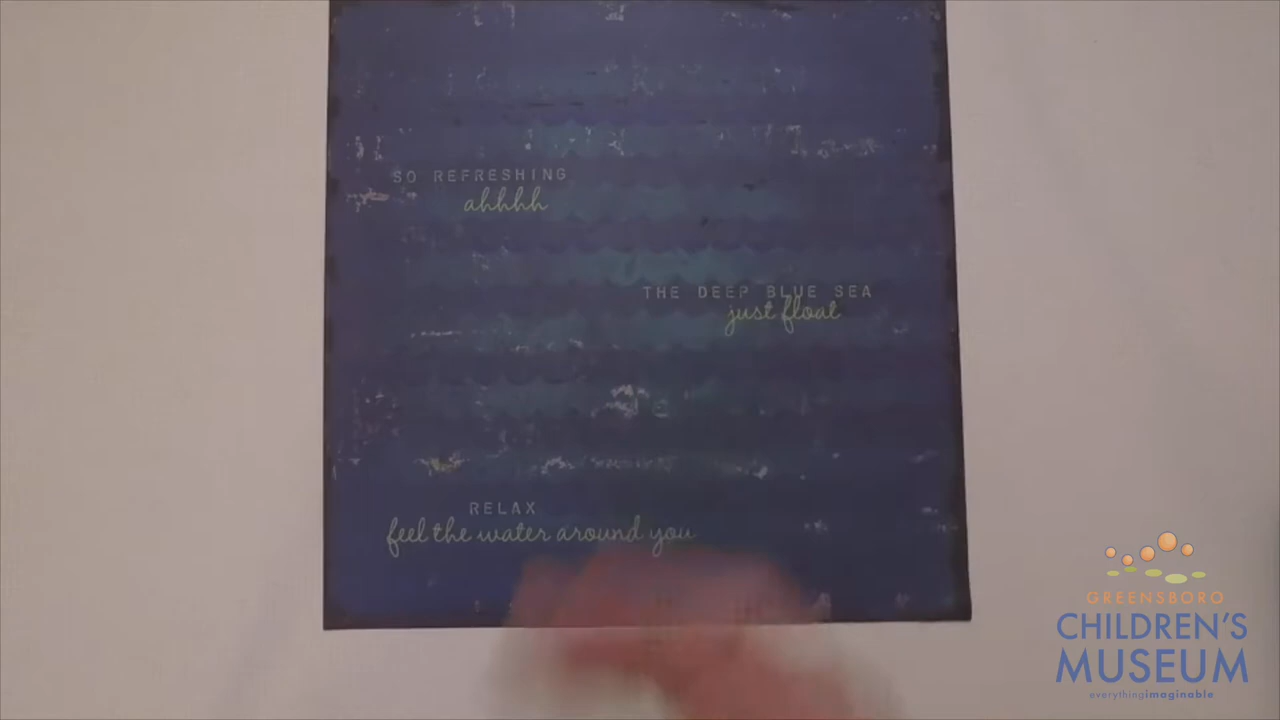 SO REFRESHING
ahhhh
THE DEEP BLUE SEA
just float
RELAX
feel the water around you
GREENSBORO
CHILDREN'S
MUSEUM
everythingimaginable